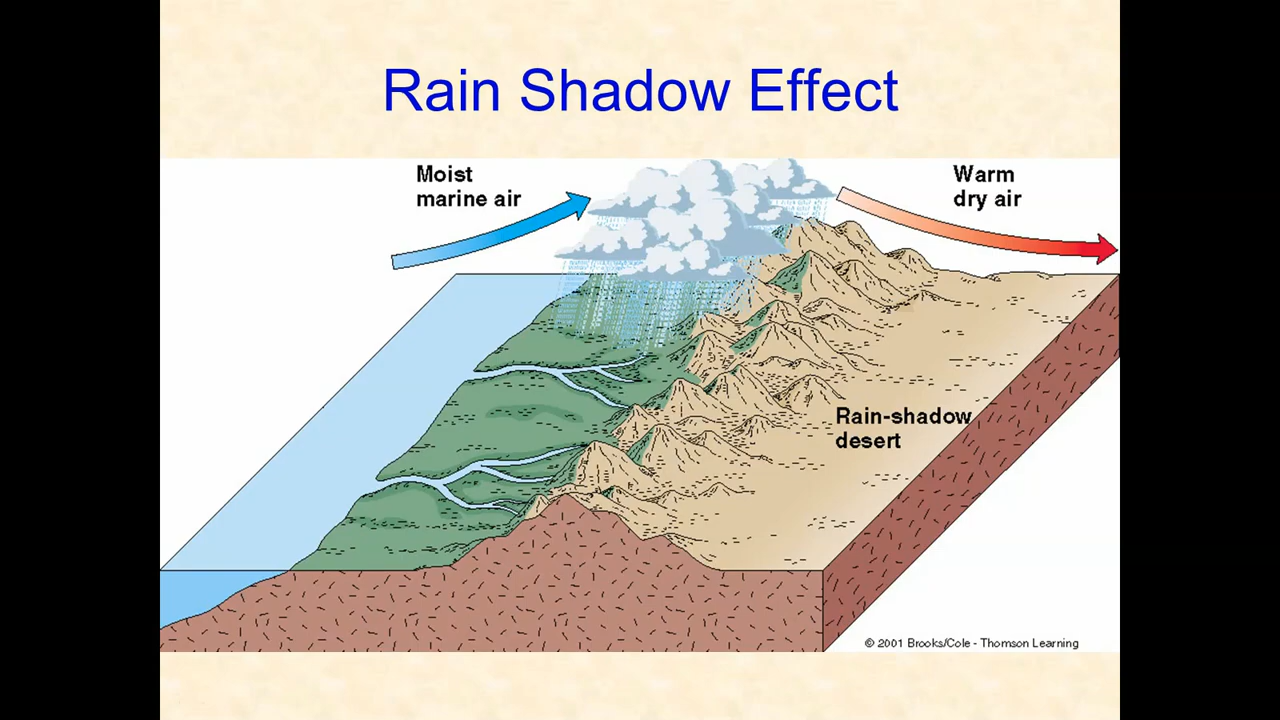 Rain Shadow Effect
Moist
marine air
Warm
dry air
Rain-shadow
desert
© 2001 Brooks/Cole - Thomson Learning